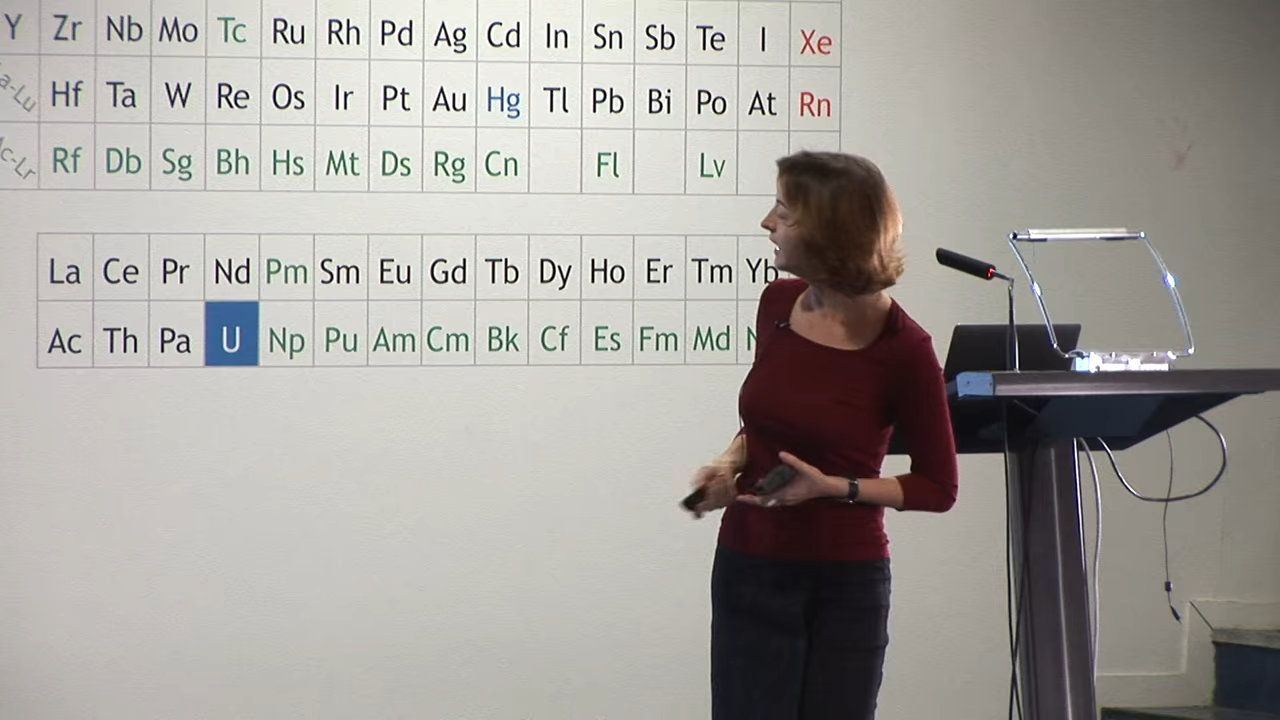 Y Zr Nb Mo Tc Ru Rh Pd Ag Cd In Sn Sb Te I Xe
a-Lu Hf Ta W Re Os Ir Pt Au Hg Tl Pb Bi Po At Rn
c-Lr Rf Db Sg Bh Hs Mt Ds Rg Cn Fl Lv
La Ce Pr Nd Pm Sm Eu Gd Tb Dy Ho Er Tm Yb
Ac Th Pa U Np Pu Am Cm Bk Cf Es Fm Md N